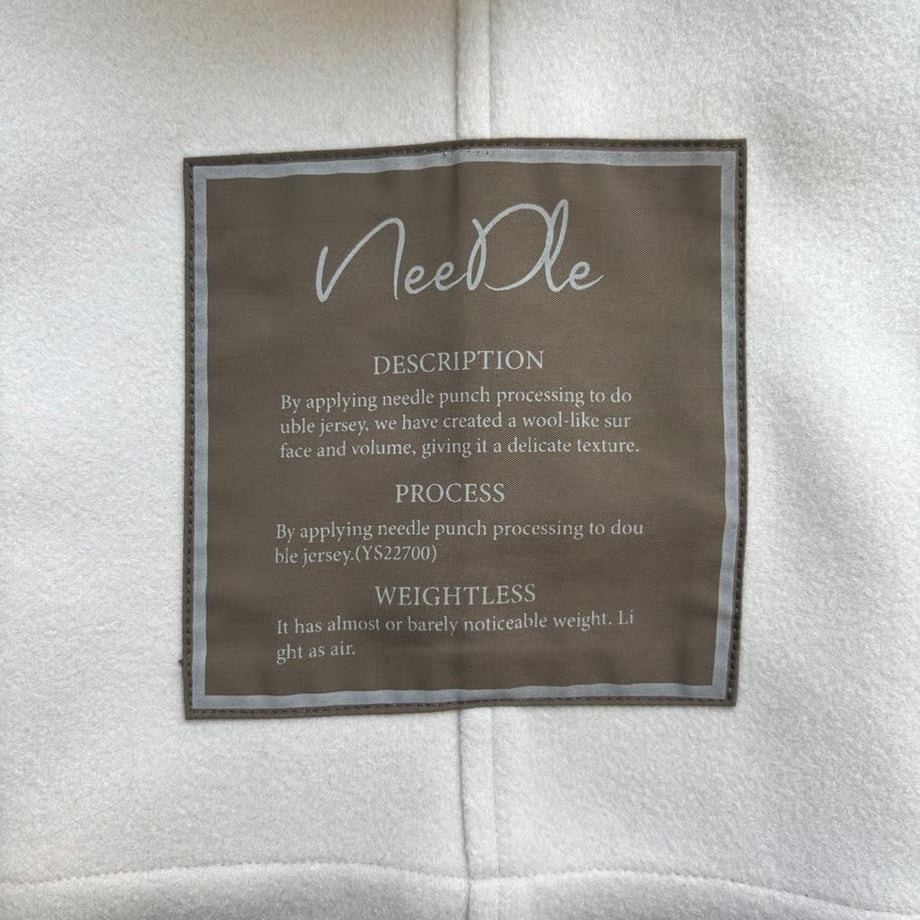 NeeDle
DESCRIPTION
By applying needle punch processing to do
uble jersey, we have created a wool-like sur
face and volume, giving it a delicate texture.
PROCESS
By applying needle punch processing to dou
ble jersey.(YS22700)
WEIGHTLESS
It has almost or barely noticeable weight. Li
ght as air.